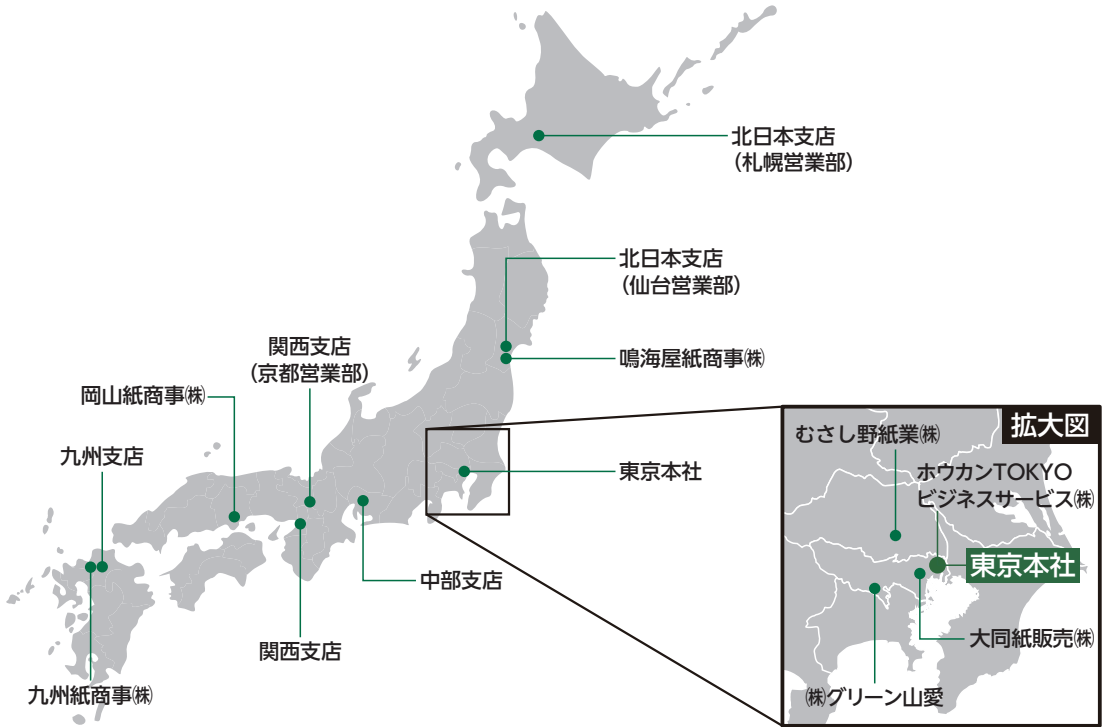 北日本支店
（札幌営業部）
北日本支店
（仙台営業部）
鳴海屋紙商事㈱
関西支店
（京都営業部）
岡山紙商事㈱
九州支店
東京本社
中部支店
関西支店
九州紙商事㈱
拡大図
むさし野紙業㈱
ホウカンTOKYO
ビジネスサービス㈱
東京本社
大同紙販売㈱
㈱グリーン山愛